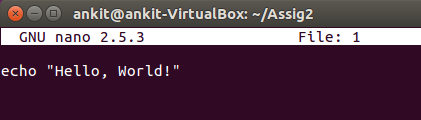 ankit@ankit-VirtualBox: ~/Assig2
GNU nano 2.5.3 File: 1
echo "Hello, World!"